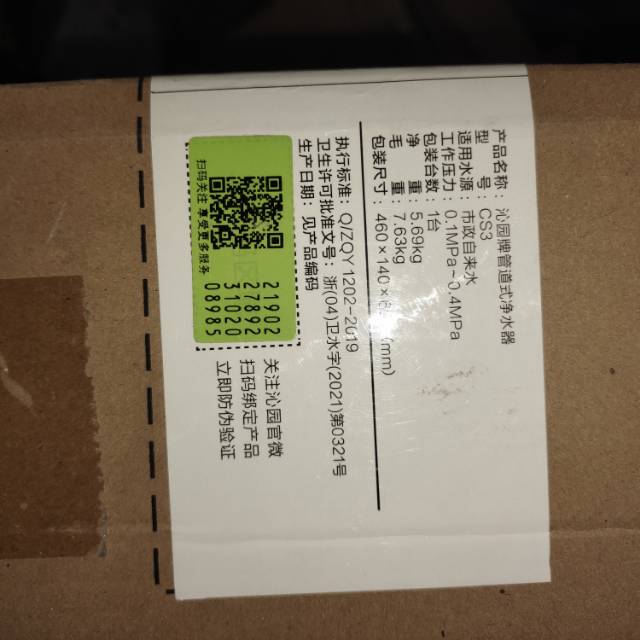 产品名称：沁园牌管道式净水器
型 号：CS3
适用水源：市政自来水
工作压力：0.1MPa~0.4MPa
包装台数：1台
净 重：5.69kg
毛 重：7.63kg
包装尺寸：460×140× (mm)
执行标准：Q/ZQY 1202-2019
卫生许可批准文号：浙(04)卫水字(2021)第0321号
生产日期：见产品编码
21902
27892
31120
08985
扫码关注 享受更多服务
关注沁园官微
扫码绑定产品
立即防伪验证